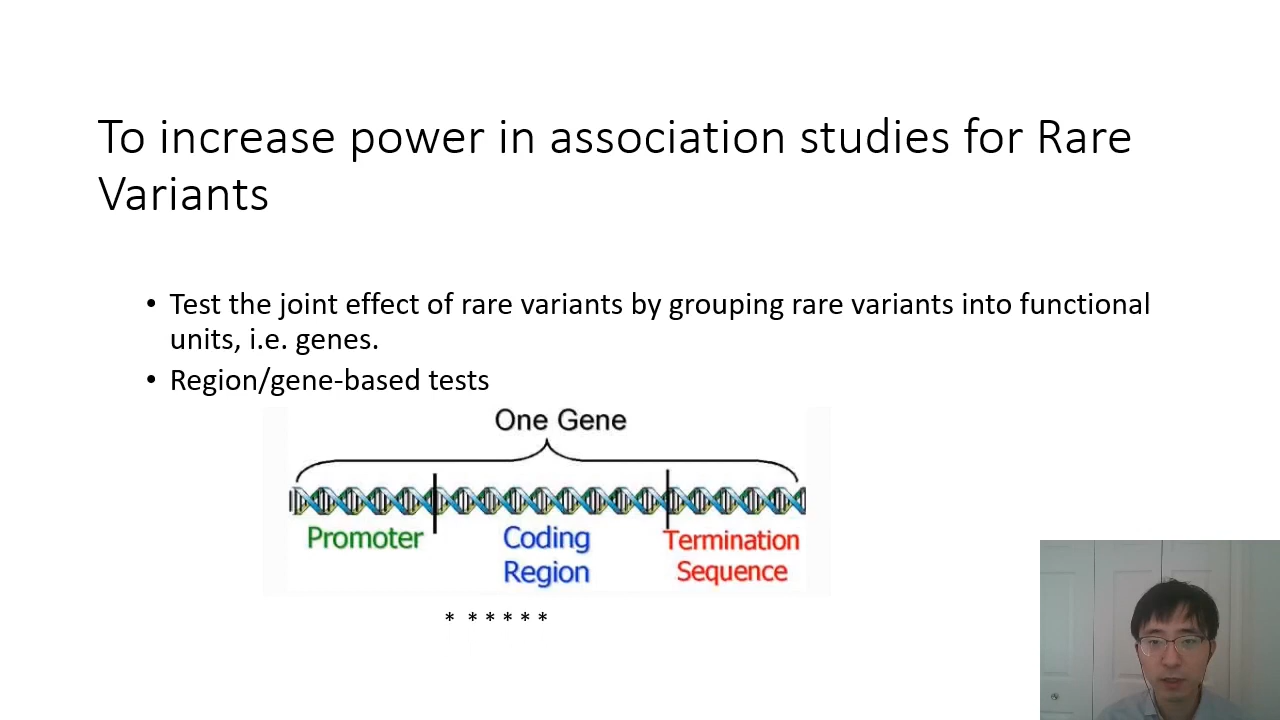 To increase power in association studies for Rare
Variants
• Test the joint effect of rare variants by grouping rare variants into functional
units, i.e. genes.
• Region/gene-based tests
One Gene
Promoter
Coding
Region
Termination
Sequence
* * * * * *